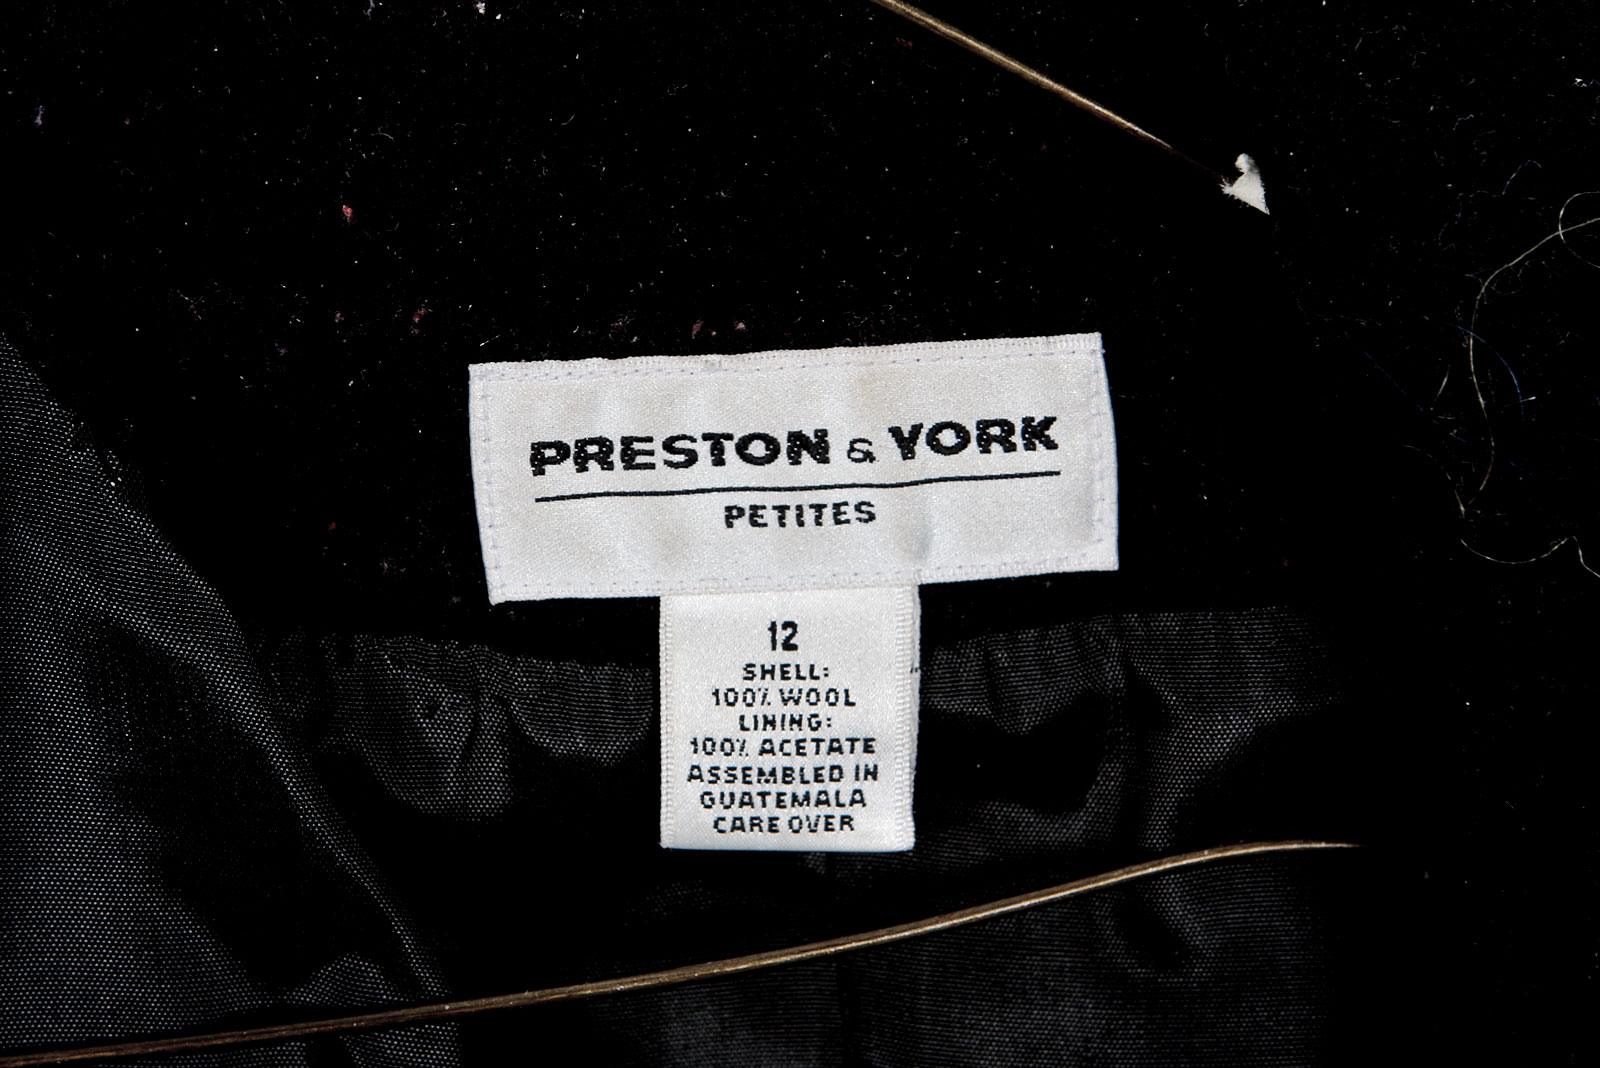 PRESTON & YORK
PETITES
12
SHELL:
100% WOOL
LINING:
100% ACETATE
ASSEMBLED IN
GUATEMALA
CARE OVER